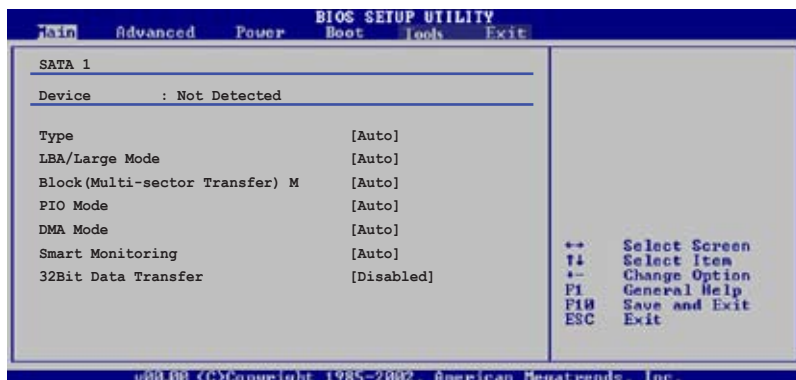 BIOS SETUP UTILITY
Main Advanced Power Boot Tools Exit
SATA 1
Device : Not Detected
Type [Auto]
LBA/Large Mode [Auto]
Block(Multi-sector Transfer) M [Auto]
PIO Mode [Auto]
DMA Mode [Auto]
Smart Monitoring [Auto]
32Bit Data Transfer [Disabled]
↔ Select Screen
↑↓ Select Item
+- Change Option
F1 General Help
F10 Save and Exit
ESC Exit
v00.00 (C)Copyright 1985-2002, American Megatrends, Inc.